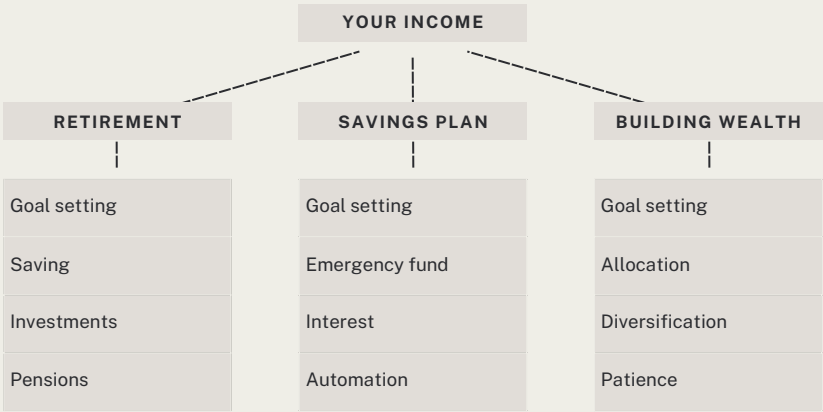 YOUR INCOME
RETIREMENT
SAVINGS PLAN
BUILDING WEALTH
Goal setting
Saving
Investments
Pensions
Goal setting
Emergency fund
Interest
Automation
Goal setting
Allocation
Diversification
Patience